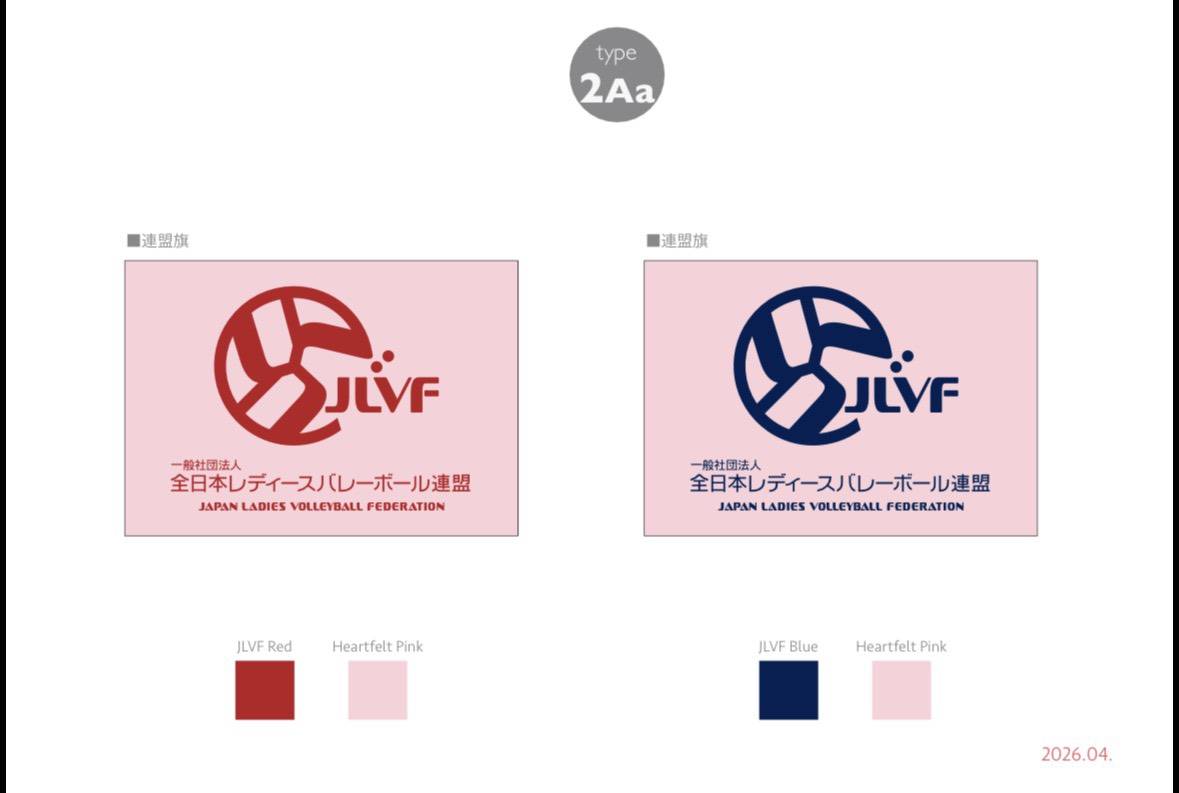 type
2Aa
■連盟旗
JLVF
一般社団法人
全日本レディースバレーボール連盟
JAPAN LADIES VOLLEYBALL FEDERATION
JLVF Red
Heartfelt Pink
■連盟旗
JLVF
一般社団法人
全日本レディースバレーボール連盟
JAPAN LADIES VOLLEYBALL FEDERATION
JLVF Blue
Heartfelt Pink
2026.04.